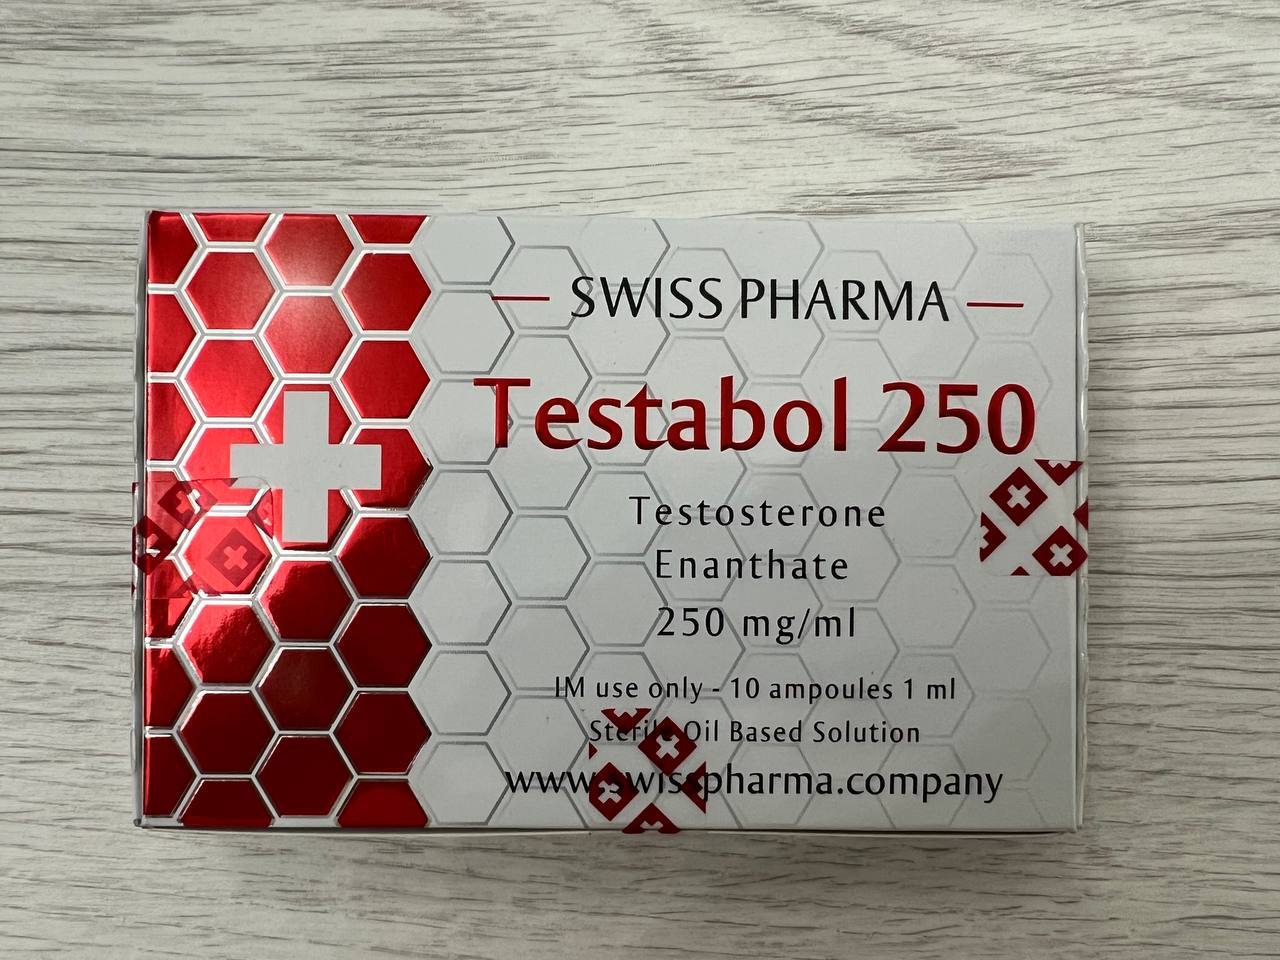 SWISS PHARMA
Testabol 250
Testosterone
Enanthate
250 mg/ml
IM use only - 10 ampoules 1 ml
Sterile Oil Based Solution
www.swisspharma.company